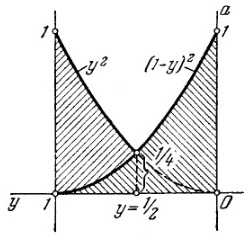 a
1 1
y² (1-y)²
1/4
y 1 y=1/2 0